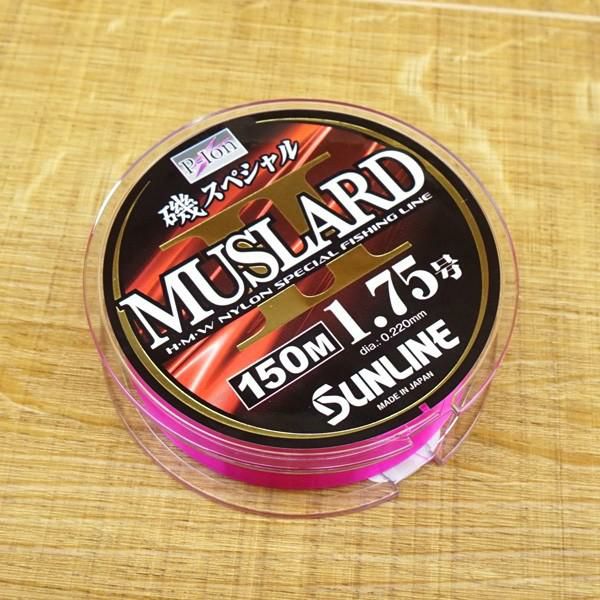 P-Ion
磯スペシャル
II
MUSLARD
H·M·W NYLON SPECIAL FISHING LINE
150M 1.75号
dia.: 0.220mm
SUNLINE
MADE IN JAPAN